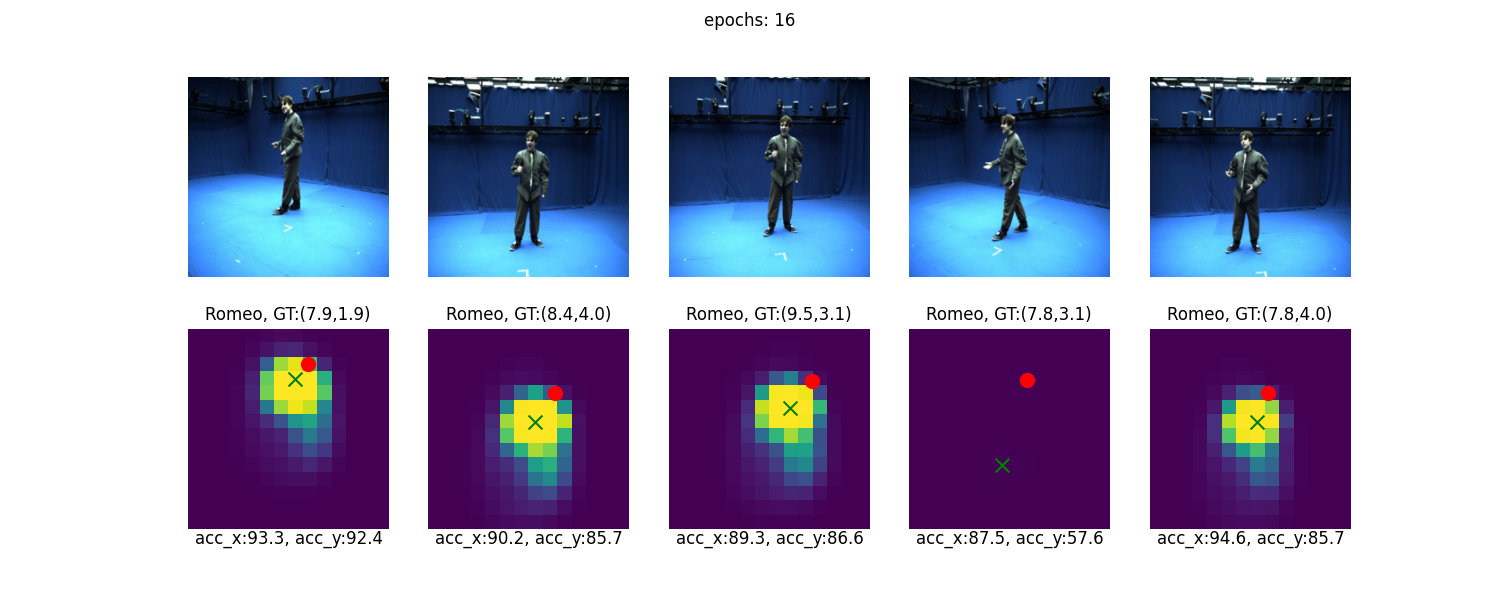 epochs: 16
Romeo, GT:(7.9,1.9)
Romeo, GT:(8.4,4.0)
Romeo, GT:(9.5,3.1)
Romeo, GT:(7.8,3.1)
Romeo, GT:(7.8,4.0)
acc_x:93.3, acc_y:92.4
acc_x:90.2, acc_y:85.7
acc_x:89.3, acc_y:86.6
acc_x:87.5, acc_y:57.6
acc_x:94.6, acc_y:85.7